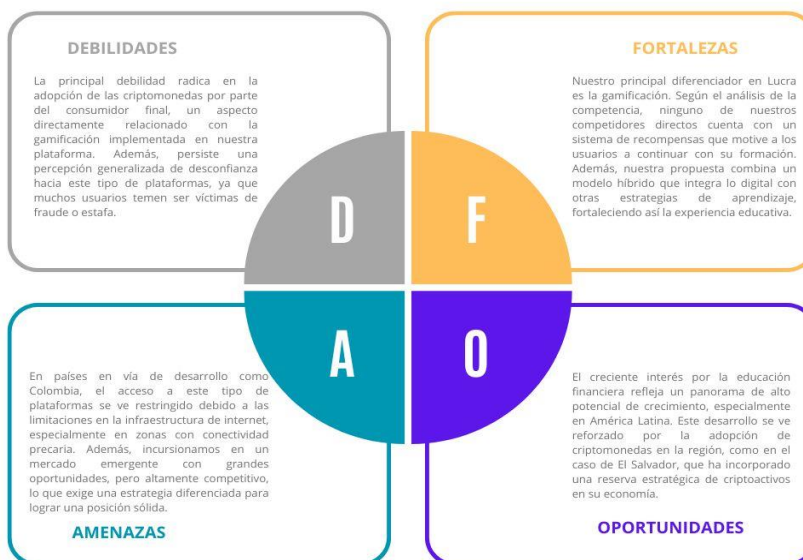 DEBILIDADES
La principal debilidad radica en la
adopción de las criptomonedas por parte
del consumidor final, un aspecto
directamente relacionado con la
gamificación implementada en nuestra
plataforma. Además, persiste una
percepción generalizada de desconfianza
hacia este tipo de plataformas, ya que
muchos usuarios temen ser víctimas de
fraude o estafa.
FORTALEZAS
Nuestro principal diferenciador en Lucra
es la gamificación. Según el análisis de la
competencia, ninguno de nuestros
competidores directos cuenta con un
sistema de recompensas que motive a los
usuarios a continuar con su formación.
Además, nuestra propuesta combina un
modelo híbrido que integra lo digital con
otras estrategias de aprendizaje,
fortaleciendo así la experiencia educativa.
D
F
A
O
En países en vía de desarrollo como
Colombia, el acceso a este tipo de
plataformas se ve restringido debido a las
limitaciones en la infraestructura de internet,
especialmente en zonas con conectividad
precaria. Además, incursionamos en un
mercado emergente con grandes
oportunidades, pero altamente competitivo,
lo que exige una estrategia diferenciada para
lograr una posición sólida.
AMENAZAS
El creciente interés por la educación
financiera refleja un panorama de alto
potencial de crecimiento, especialmente
en América Latina. Este desarrollo se ve
reforzado por la adopción de
criptomonedas en la región, como en el
caso de El Salvador, que ha incorporado
una reserva estratégica de criptoactivos
en su economía.
OPORTUNIDADES